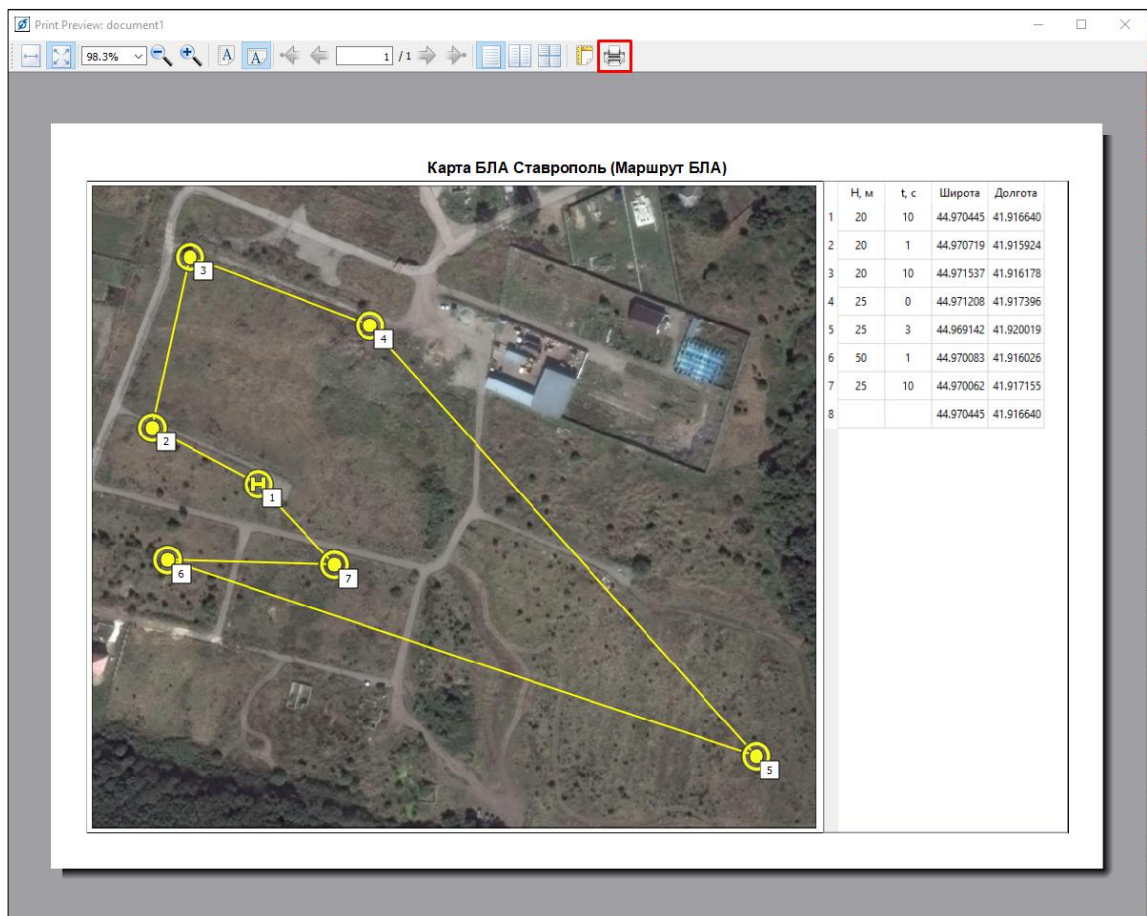 Print Preview: document1
98.3% 1 / 1
A A
Карта БЛА Ставрополь (Маршрут БЛА)
H, м t, с Широта Долгота
1 20 10 44.970445 41.916640
2 20 1 44.970719 41.915924
3 20 10 44.971537 41.916178
4 25 0 44.971208 41.917396
5 25 3 44.969142 41.920019
6 50 1 44.970083 41.916026
7 25 10 44.970062 41.917155
8 44.970445 41.916640
3
4
2
H
1
6
7
5